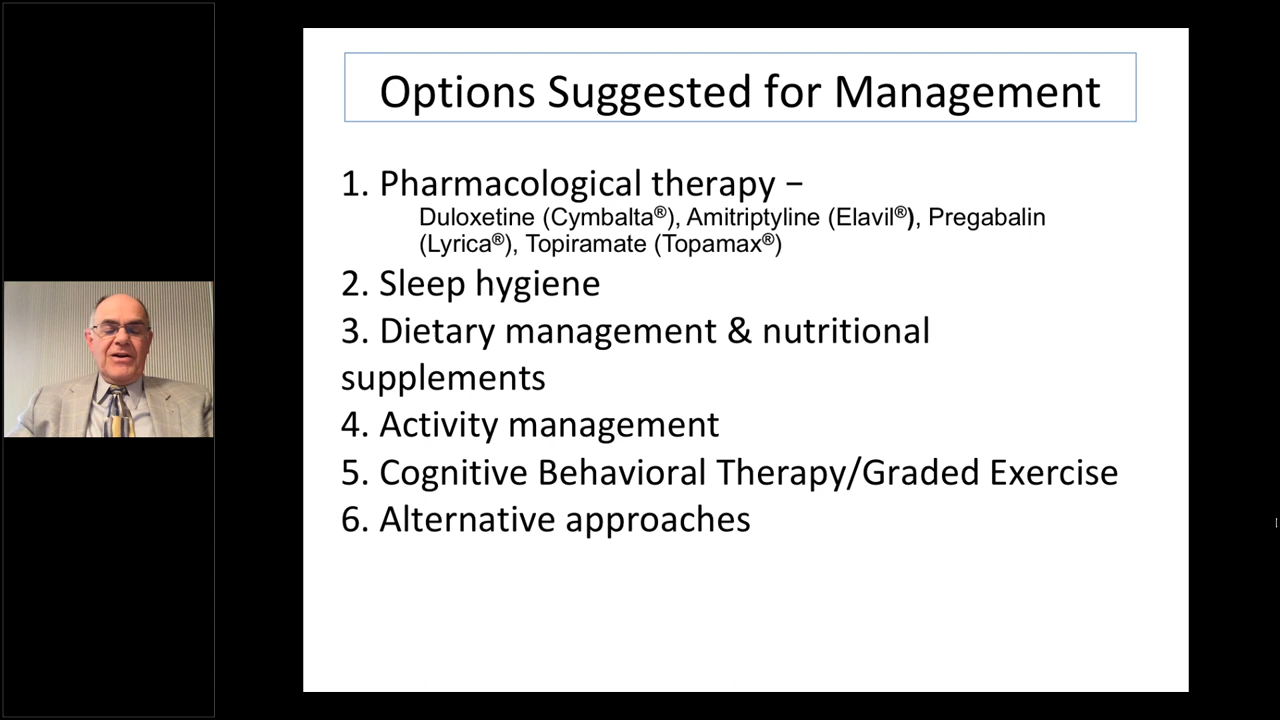 Options Suggested for Management
1. Pharmacological therapy –
Duloxetine (Cymbalta®), Amitriptyline (Elavil®), Pregabalin
(Lyrica®), Topiramate (Topamax®)
2. Sleep hygiene
3. Dietary management & nutritional
supplements
4. Activity management
5. Cognitive Behavioral Therapy/Graded Exercise
6. Alternative approaches